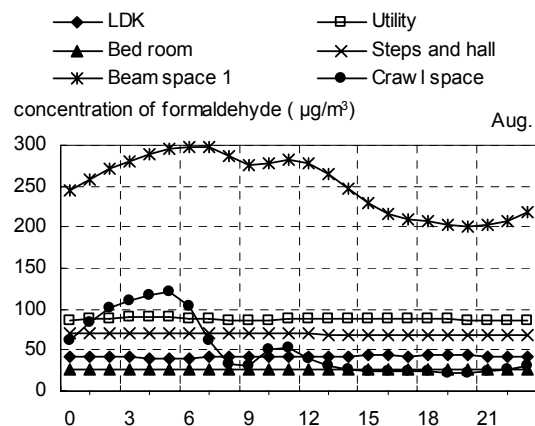 LDK Utility
Bed room Steps and hall
Beam space 1 Crawl space
concentration of formaldehyde ( µg/m³)
Aug.
300
250
200
150
100
50
0
0 3 6 9 12 15 18 21